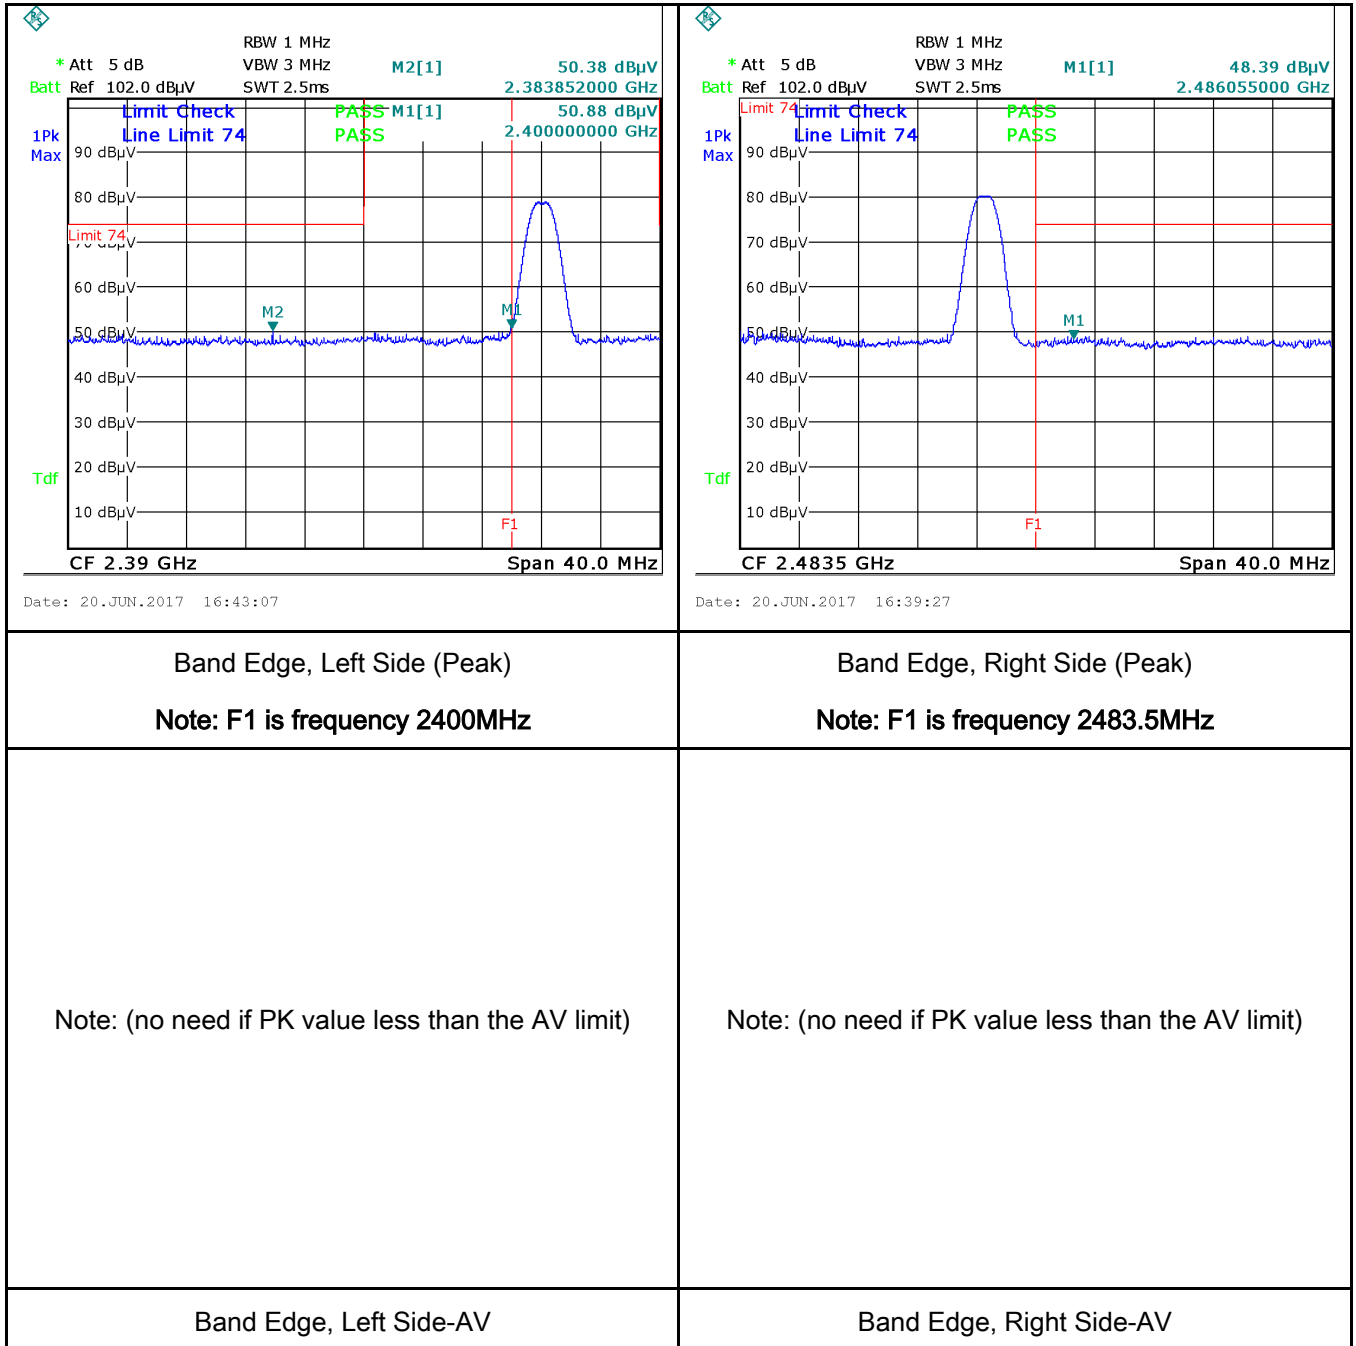 RBW 1 MHz
* Att 5 dB VBW 3 MHz M2[1] 50.38 dBµV
Batt Ref 102.0 dBµV SWT 2.5ms 2.383852000 GHz
Limit Check PASS M1[1] 50.88 dBµV
1Pk Line Limit 74 PASS 2.400000000 GHz
Max 90 dBµV
80 dBµV
Limit 74
70 dBµV
60 dBµV
M2 M1
50 dBµV
40 dBµV
30 dBµV
20 dBµV
Tdf
10 dBµV
F1
CF 2.39 GHz Span 40.0 MHz
Date: 20.JUN.2017 16:43:07
RBW 1 MHz
* Att 5 dB VBW 3 MHz M1[1] 48.39 dBµV
Batt Ref 102.0 dBµV SWT 2.5ms 2.486055000 GHz
Limit 74 Limit Check PASS
1Pk Line Limit 74 PASS
Max 90 dBµV
80 dBµV
70 dBµV
60 dBµV
M1
50 dBµV
40 dBµV
30 dBµV
20 dBµV
Tdf
10 dBµV
F1
CF 2.4835 GHz Span 40.0 MHz
Date: 20.JUN.2017 16:39:27
Band Edge, Left Side (Peak)
Note: F1 is frequency 2400MHz
Band Edge, Right Side (Peak)
Note: F1 is frequency 2483.5MHz
Note: (no need if PK value less than the AV limit)
Note: (no need if PK value less than the AV limit)
Band Edge, Left Side-AV
Band Edge, Right Side-AV